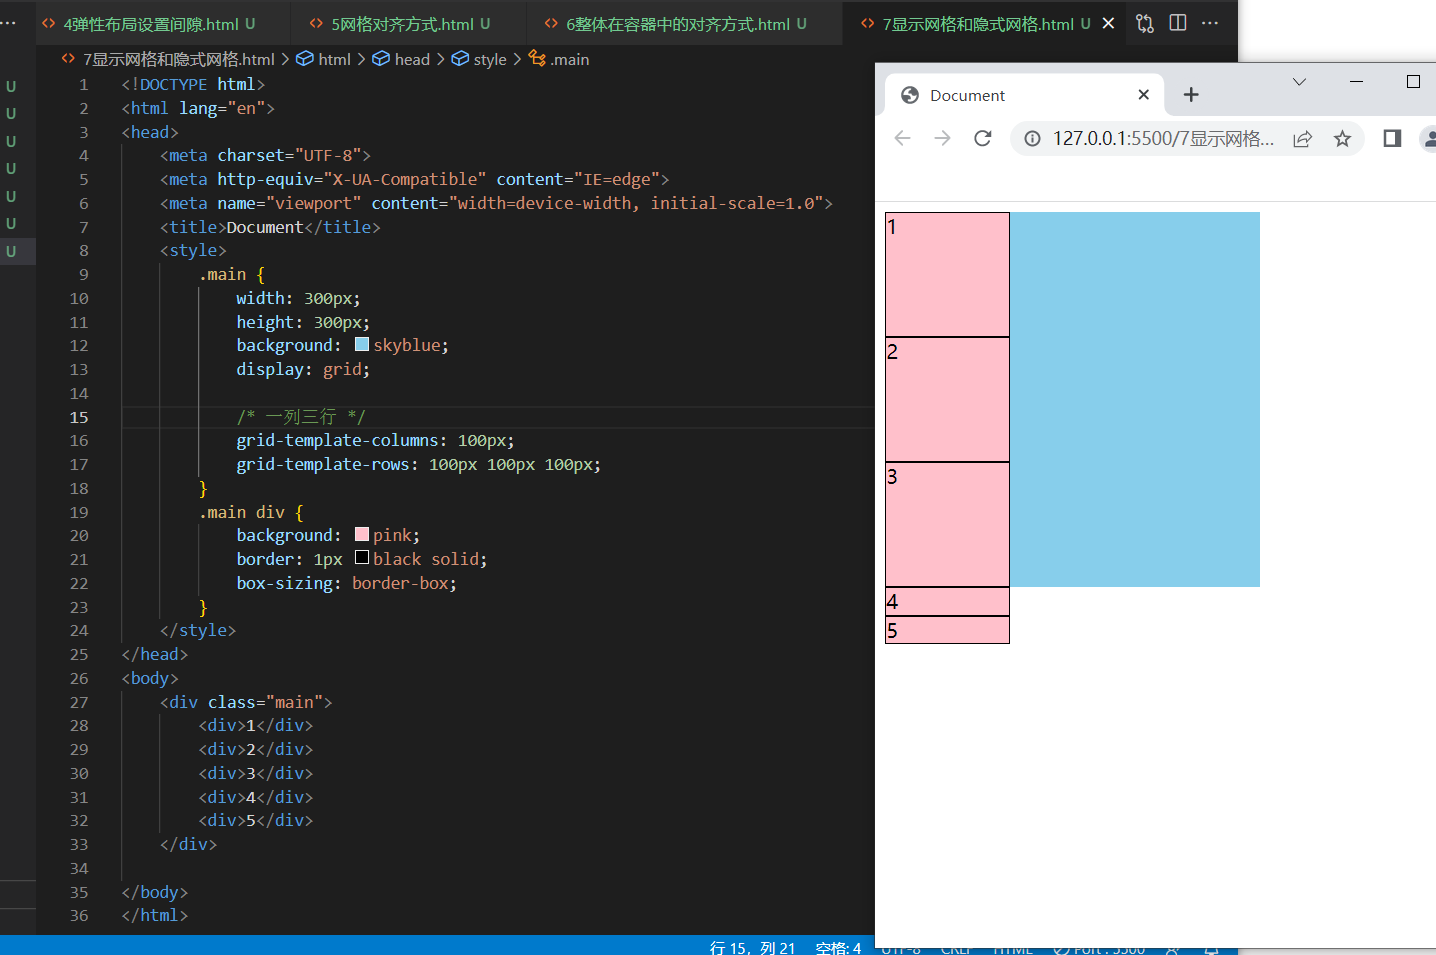 4弹性布局设置间隙.html U
5网格对齐方式.html U
6整体在容器中的对齐方式.html U
7显示网格和隐式网格.html U
7显示网格和隐式网格.html > html > head > style > .main
U
U
U
U
U
U
U
1 <!DOCTYPE html>
2 <html lang="en">
3 <head>
4 <meta charset="UTF-8">
5 <meta http-equiv="X-UA-Compatible" content="IE=edge">
6 <meta name="viewport" content="width=device-width, initial-scale=1.0">
7 <title>Document</title>
8 <style>
9 .main {
10 width: 300px;
11 height: 300px;
12 background: skyblue;
13 display: grid;
14
15 /* 一列三行 */
16 grid-template-columns: 100px;
17 grid-template-rows: 100px 100px 100px;
18 }
19 .main div {
20 background: pink;
21 border: 1px black solid;
22 box-sizing: border-box;
23 }
24 </style>
25 </head>
26 <body>
27 <div class="main">
28 <div>1</div>
29 <div>2</div>
30 <div>3</div>
31 <div>4</div>
32 <div>5</div>
33 </div>
34
35 </body>
36 </html>
行 15, 列 21 空格: 4 UTF-8 CRLF HTML Port : 5500
Document
127.0.0.1:5500/7显示网格...
1
2
3
4
5